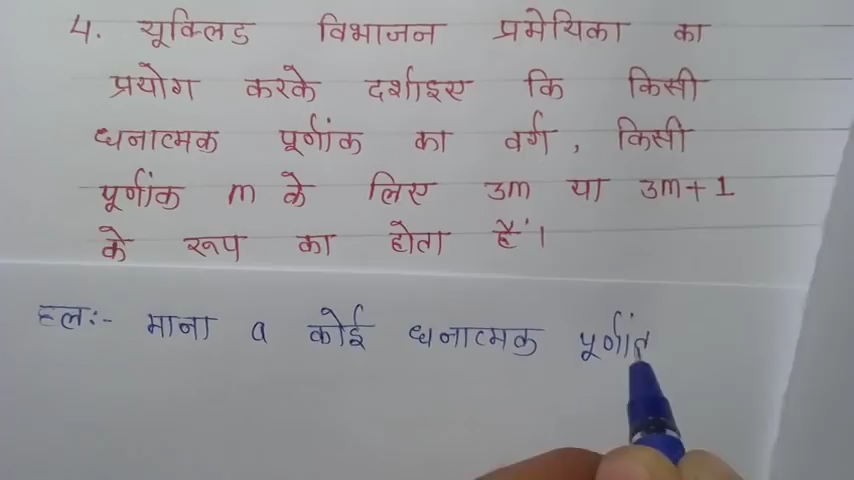 4. यूक्लिड विभाजन प्रमेयिका का
प्रयोग करके दर्शाइए कि किसी
धनात्मक पूर्णांक का वर्ग, किसी
पूर्णांक m के लिए 3m या 3m+1
के रूप का होता है।
हल:- माना a कोई धनात्मक